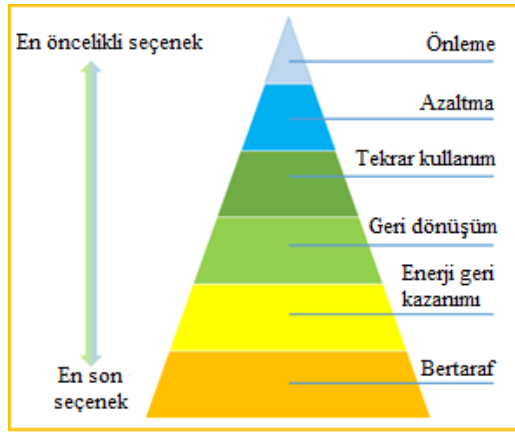 En öncelikli seçenek
Önleme
Azaltma
Tekrar kullanım
Geri dönüşüm
Enerji geri
kazanımı
Bertaraf
En son
seçenek